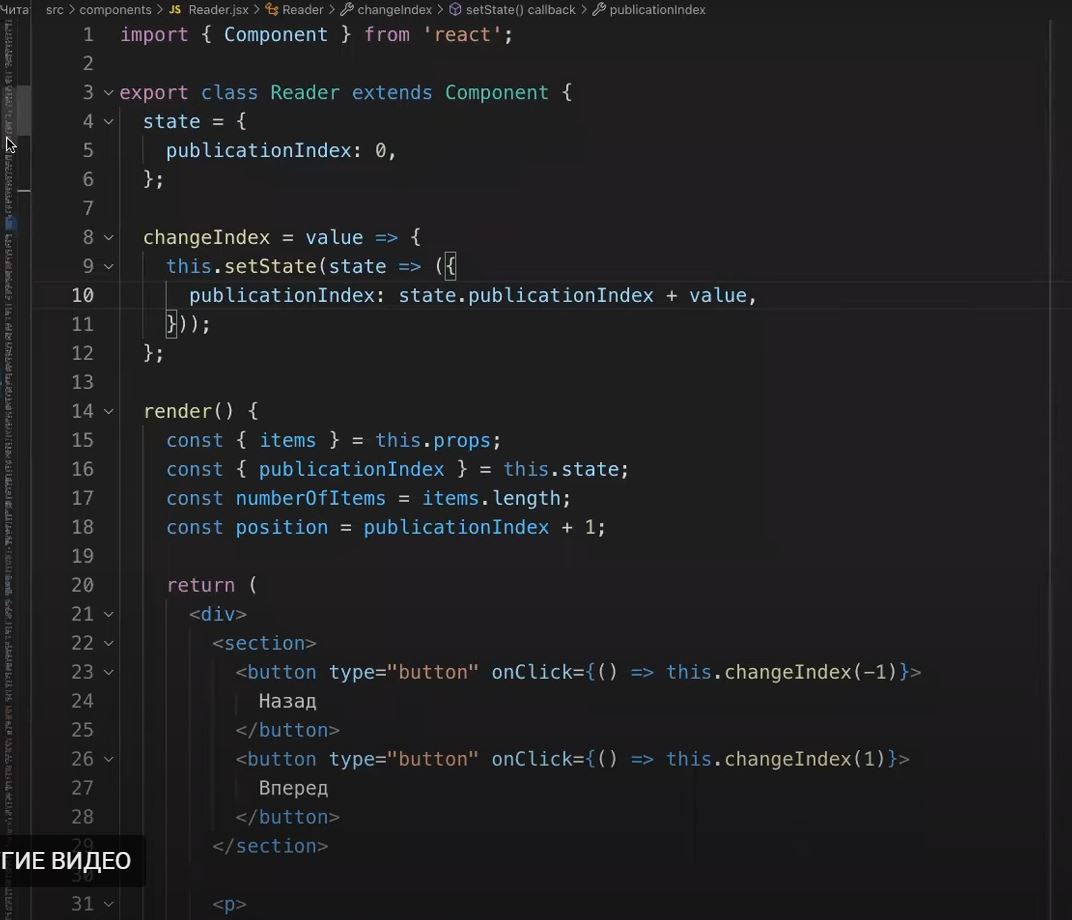 Чита src > components > JS Reader.jsx > Reader > changeIndex > setState() callback > publicationIndex
1 import { Component } from 'react';
2
3 export class Reader extends Component {
4 state = {
5 publicationIndex: 0,
6 };
7
8 changeIndex = value => {
9 this.setState(state => ({
10 publicationIndex: state.publicationIndex + value,
11 }));
12 };
13
14 render() {
15 const { items } = this.props;
16 const { publicationIndex } = this.state;
17 const numberOfItems = items.length;
18 const position = publicationIndex + 1;
19
20 return (
21 <div>
22 <section>
23 <button type="button" onClick={() => this.changeIndex(-1)}>
24 Назад
25 </button>
26 <button type="button" onClick={() => this.changeIndex(1)}>
27 Вперед
28 </button>
29 </section>
ГИЕ ВИДЕО
30
31 <p>